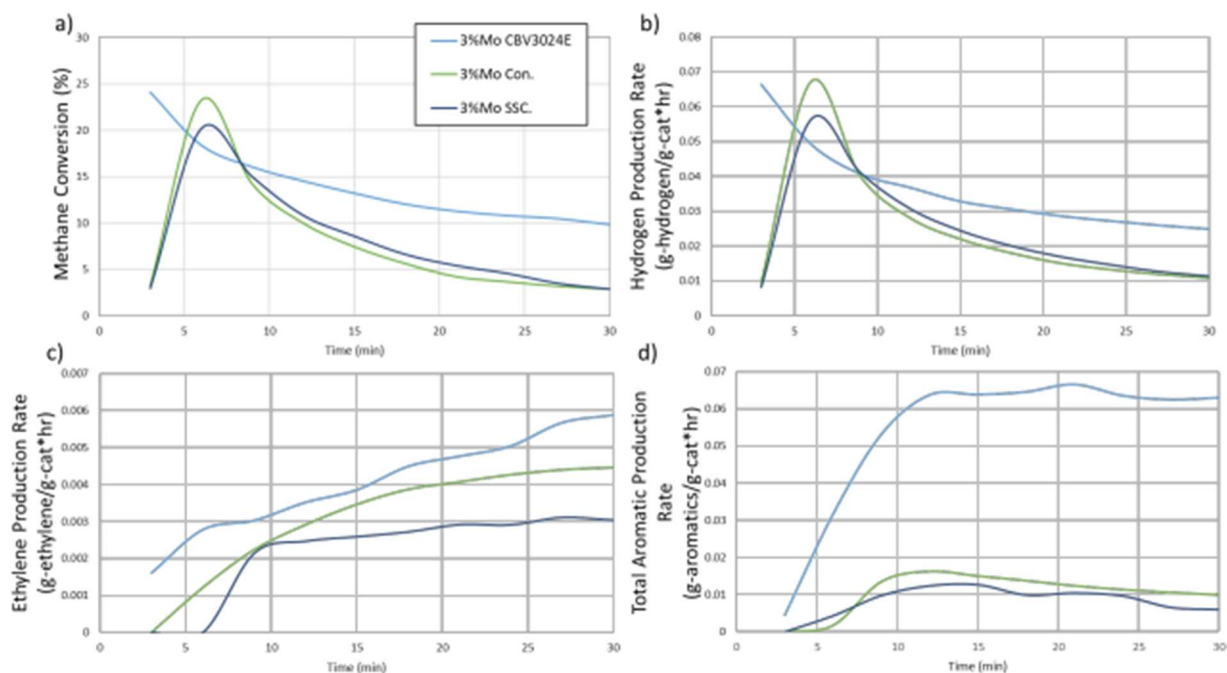 a)
Methane Conversion (%)
30
25
20
15
10
5
0
0 5 10 15 20 25 30
Time (min)
3%Mo CBV3024E
3%Mo Con.
3%Mo SSC.
b)
Hydrogen Production Rate
(g-hydrogen/g-cat*hr)
0.08
0.07
0.06
0.05
0.04
0.03
0.02
0.01
0
0 5 10 15 20 25 30
Time (min)
c)
Ethylene Production Rate
(g-ethylene/g-cat*hr)
0.007
0.006
0.005
0.004
0.003
0.002
0.001
0
0 5 10 15 20 25 30
Time (min)
d)
Total Aromatic Production
Rate
(g-aromatics/g-cat*hr)
0.07
0.06
0.05
0.04
0.03
0.02
0.01
0
0 5 10 15 20 25 30
Time (min)